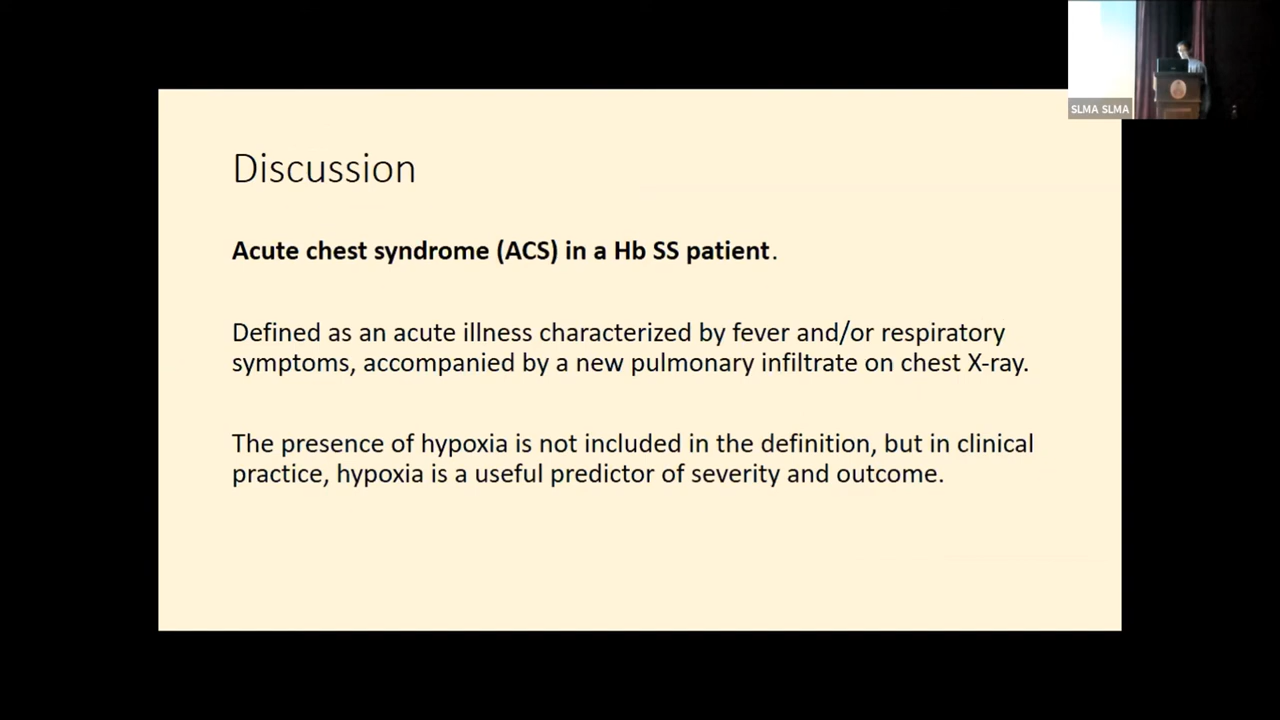 SLMA SLMA
Discussion
Acute chest syndrome (ACS) in a Hb SS patient.
Defined as an acute illness characterized by fever and/or respiratory
symptoms, accompanied by a new pulmonary infiltrate on chest X-ray.
The presence of hypoxia is not included in the definition, but in clinical
practice, hypoxia is a useful predictor of severity and outcome.